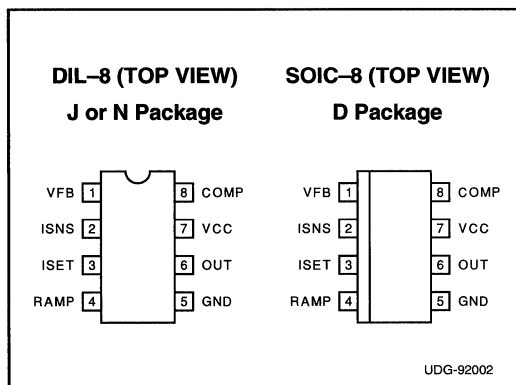 DIL–8 (TOP VIEW)
J or N Package
VFB 1 8 COMP
ISNS 2 7 VCC
ISET 3 6 OUT
RAMP 4 5 GND
SOIC–8 (TOP VIEW)
D Package
VFB 1 8 COMP
ISNS 2 7 VCC
ISET 3 6 OUT
RAMP 4 5 GND
UDG-92002